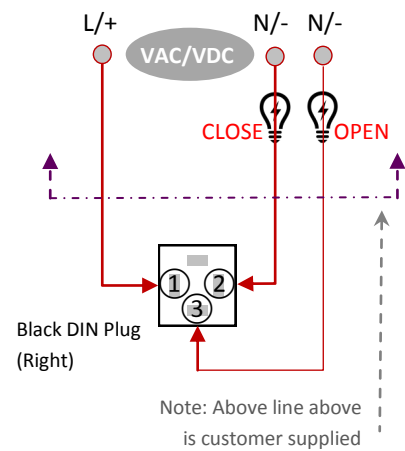 L/+ N/- N/-
VAC/VDC
CLOSE OPEN
1 2
3
Black DIN Plug
(Right)
Note: Above line above
is customer supplied